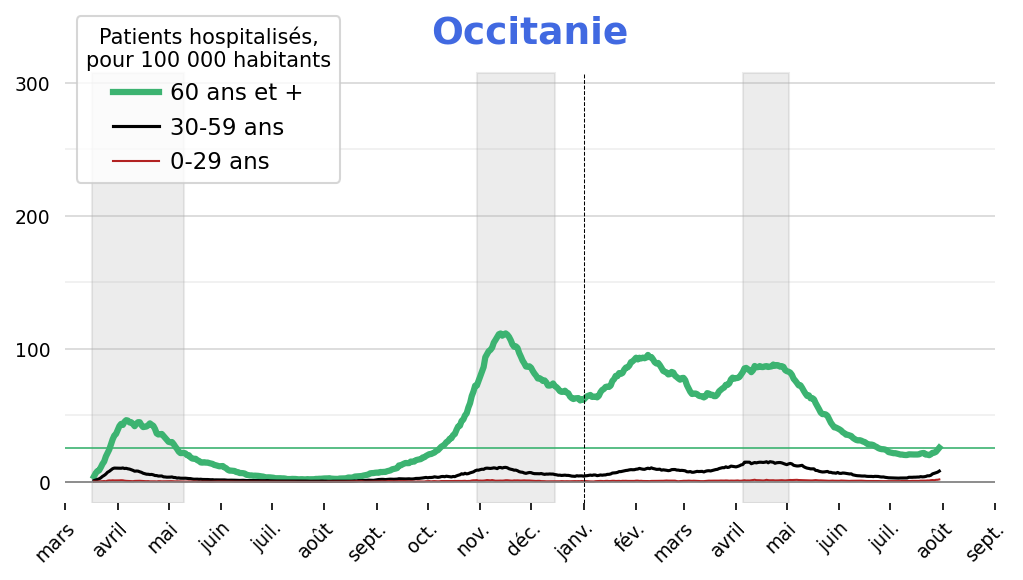 Occitanie
Patients hospitalisés,
pour 100 000 habitants
60 ans et +
30-59 ans
0-29 ans
300
200
100
0
mars avril mai juin juil. août sept. oct. nov. déc. janv. fév. mars avril mai juin juil. août sept.